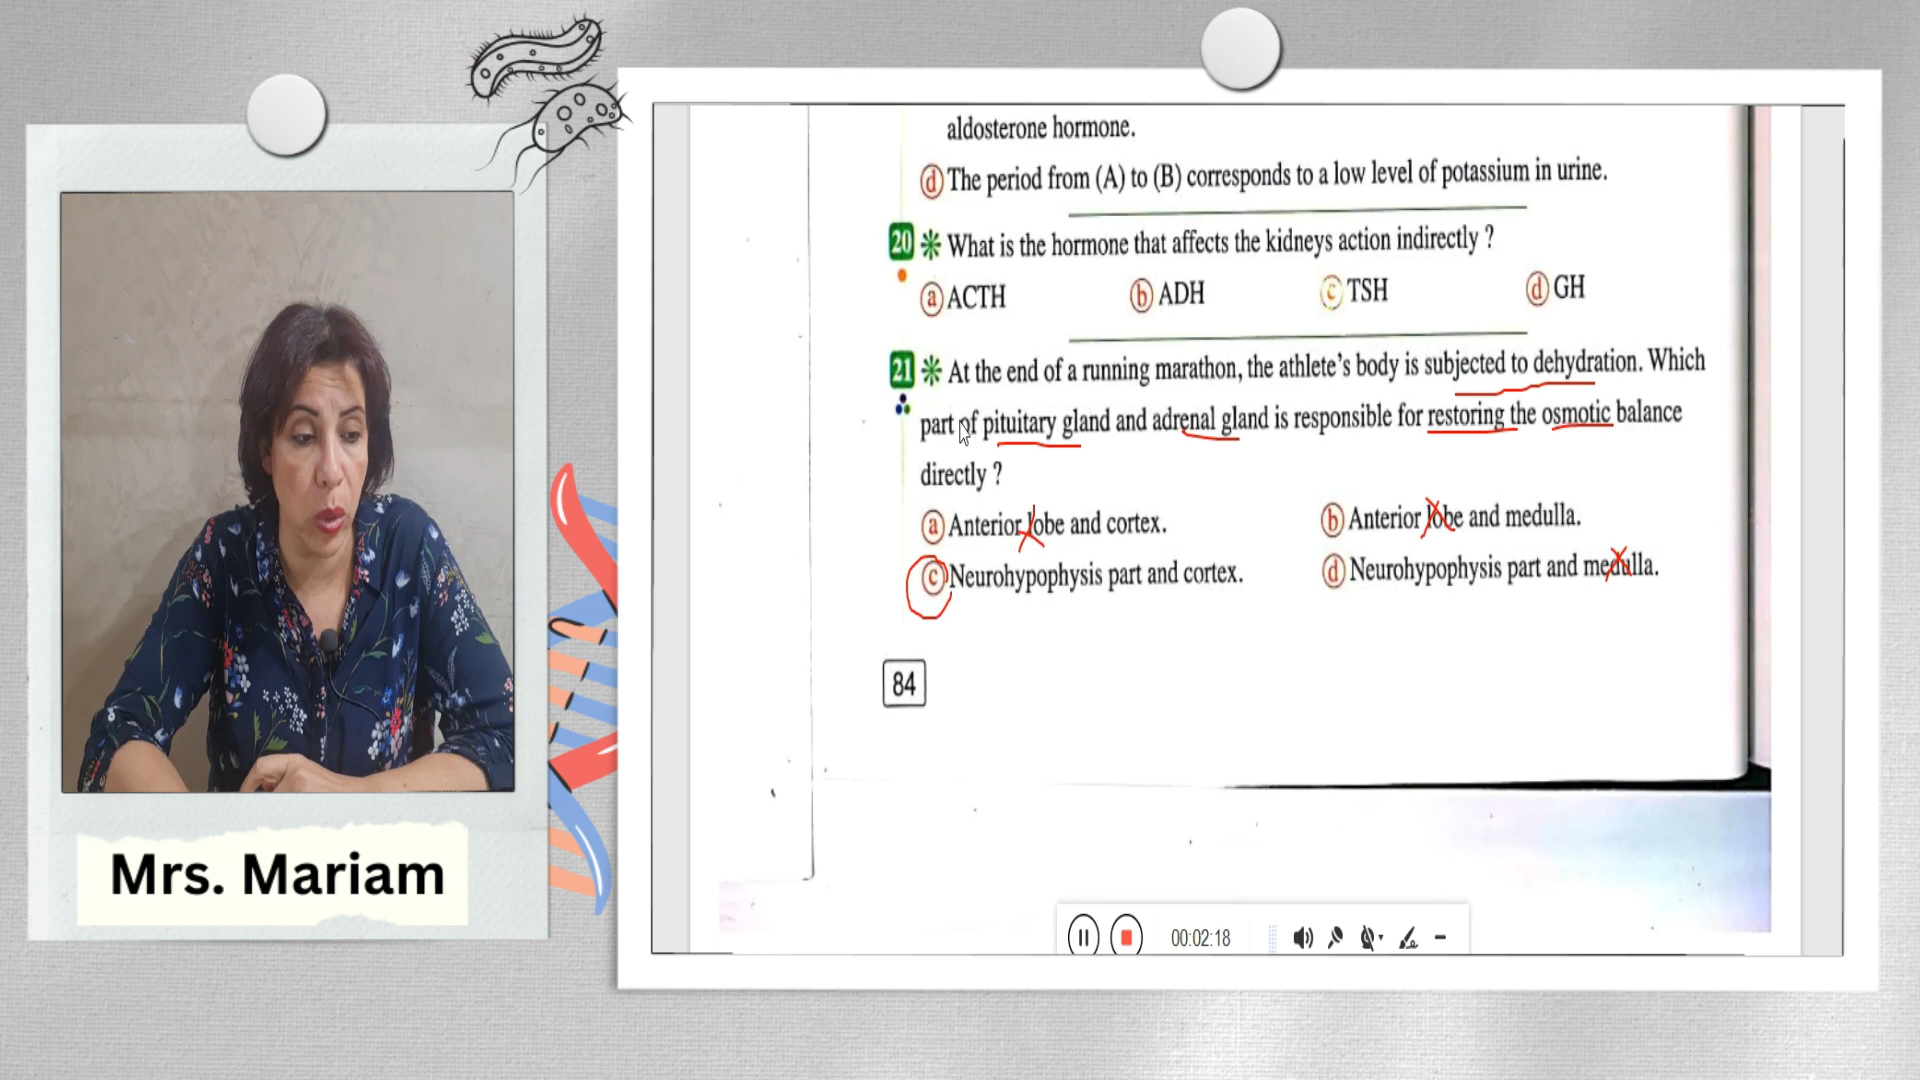 aldosterone hormone.
d The period from (A) to (B) corresponds to a low level of potassium in urine.
20 What is the hormone that affects the kidneys action indirectly ?
a ACTH b ADH c TSH d GH
21 At the end of a running marathon, the athlete's body is subjected to dehydration. Which
part of pituitary gland and adrenal gland is responsible for restoring the osmotic balance
directly ?
a Anterior lobe and cortex. b Anterior lobe and medulla.
c Neurohypophysis part and cortex. d Neurohypophysis part and medulla.
84
00:02:18
Mrs. Mariam